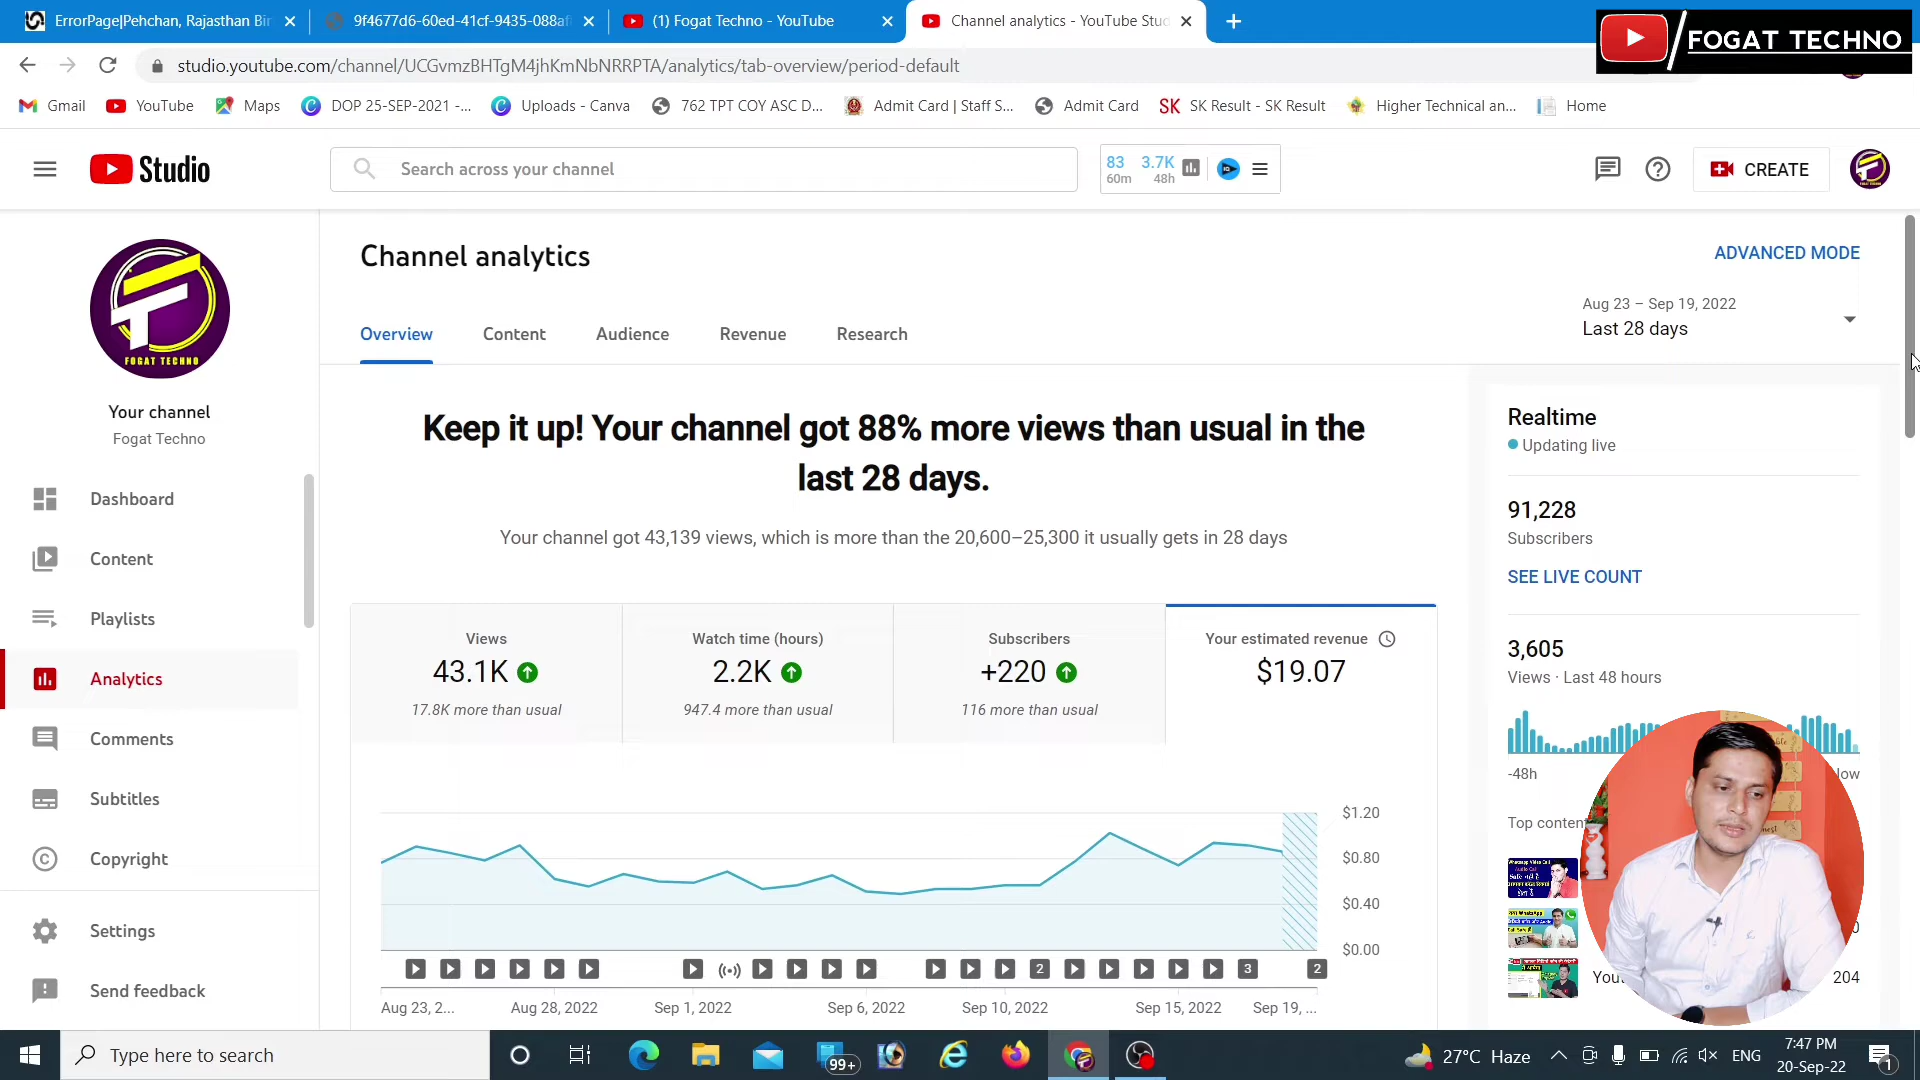 ErrorPage|Pehchan, Rajasthan Bir
9f4677d6-60ed-41cf-9435-088af
(1) Fogat Techno - YouTube
Channel analytics - YouTube Stud
FOGAT TECHNO
studio.youtube.com/channel/UCGvmzBHTgM4jhKmNbNRRPTA/analytics/tab-overview/period-default
Gmail
YouTube
Maps
DOP 25-SEP-2021 -...
Uploads - Canva
762 TPT COY ASC D...
Admit Card | Staff S...
Admit Card
SK SK Result - SK Result
Higher Technical an...
Home
Studio
Search across your channel
83 3.7K
60m 48h
CREATE
FOGAT TECHNO
Your channel
Fogat Techno
Dashboard
Content
Playlists
Analytics
Comments
Subtitles
Copyright
Settings
Send feedback
Channel analytics
ADVANCED MODE
Aug 23 – Sep 19, 2022
Last 28 days
Overview
Content
Audience
Revenue
Research
Keep it up! Your channel got 88% more views than usual in the
last 28 days.
Your channel got 43,139 views, which is more than the 20,600–25,300 it usually gets in 28 days
Views
43.1K
17.8K more than usual
Watch time (hours)
2.2K
947.4 more than usual
Subscribers
+220
116 more than usual
Your estimated revenue
$19.07
$1.20
$0.80
$0.40
$0.00
2 3 2
Aug 23, 2...
Aug 28, 2022
Sep 1, 2022
Sep 6, 2022
Sep 10, 2022
Sep 15, 2022
Sep 19, ...
Realtime
Updating live
91,228
Subscribers
SEE LIVE COUNT
3,605
Views · Last 48 hours
-48h
Top conten
204
Type here to search
99+
27°C Haze
ENG
7:47 PM
20-Sep-22
1